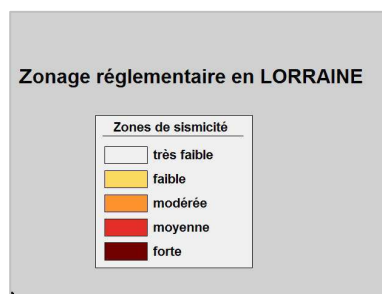 Zonage réglementaire en LORRAINE
Zones de sismicité
très faible
faible
modérée
moyenne
forte